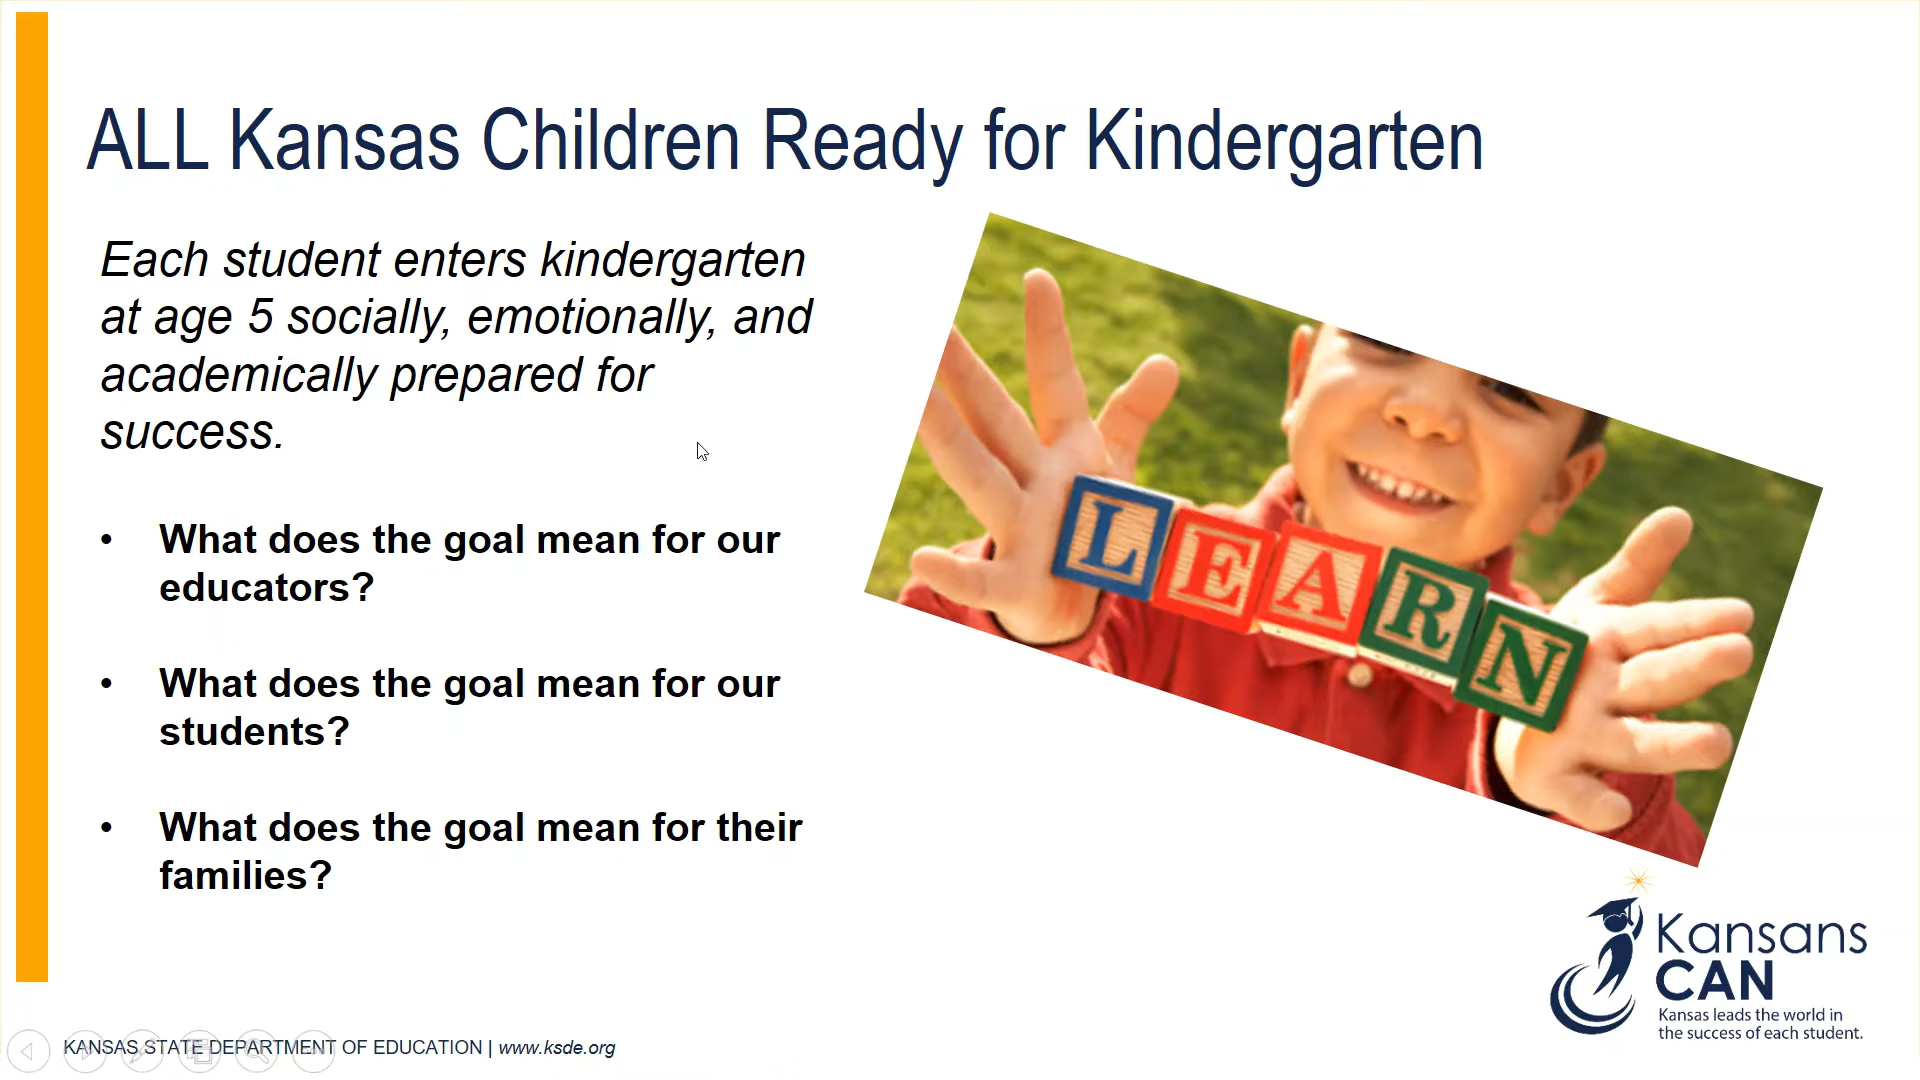 ALL Kansas Children Ready for Kindergarten
Each student enters kindergarten
at age 5 socially, emotionally, and
academically prepared for
success.
• What does the goal mean for our
educators?
• What does the goal mean for our
students?
• What does the goal mean for their
families?
LEARN
Kansans
CAN
Kansas leads the world in
the success of each student.
KANSAS STATE DEPARTMENT OF EDUCATION | www.ksde.org